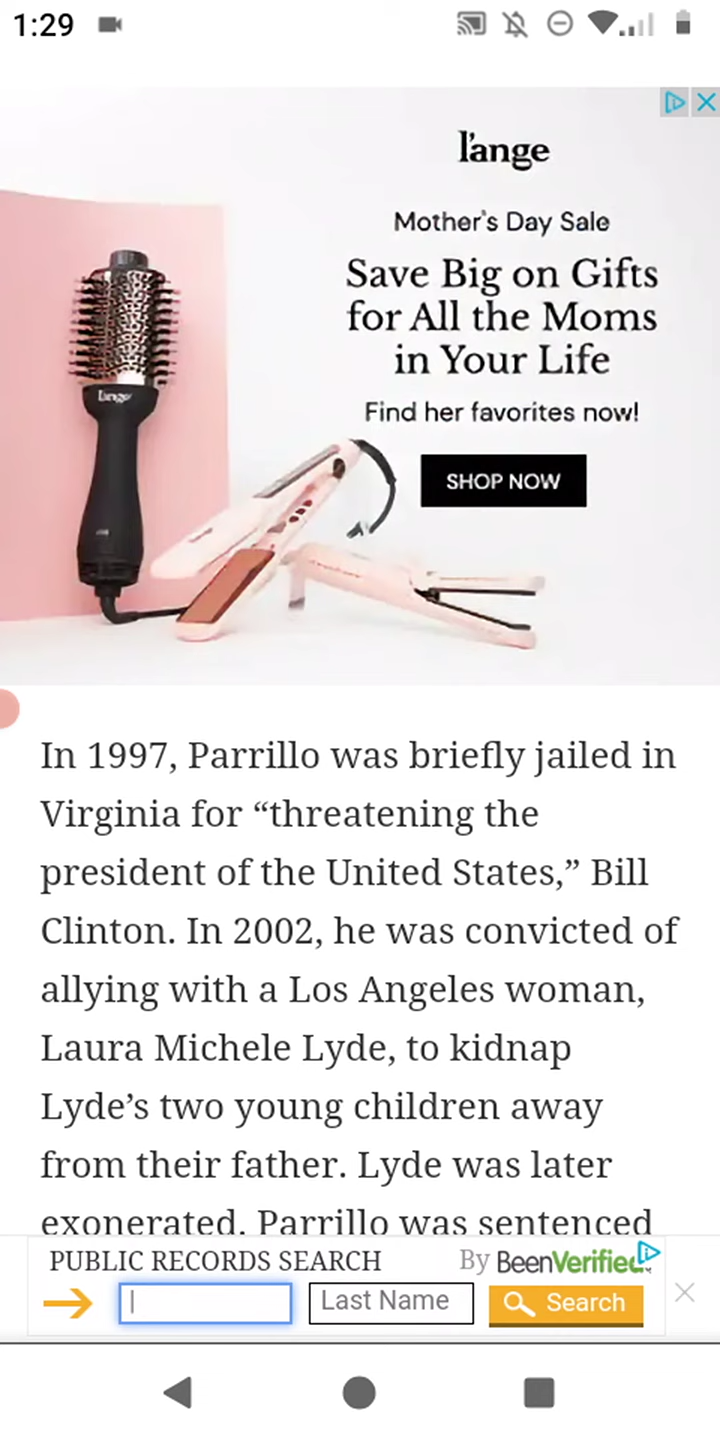 1:29
l'ange
Mother's Day Sale
Save Big on Gifts
for All the Moms
in Your Life
Find her favorites now!
SHOP NOW
l'ange
In 1997, Parrillo was briefly jailed in
Virginia for “threatening the
president of the United States,” Bill
Clinton. In 2002, he was convicted of
allying with a Los Angeles woman,
Laura Michele Lyde, to kidnap
Lyde’s two young children away
from their father. Lyde was later
exonerated. Parrillo was sentenced
PUBLIC RECORDS SEARCH By BeenVerified
Last Name Search